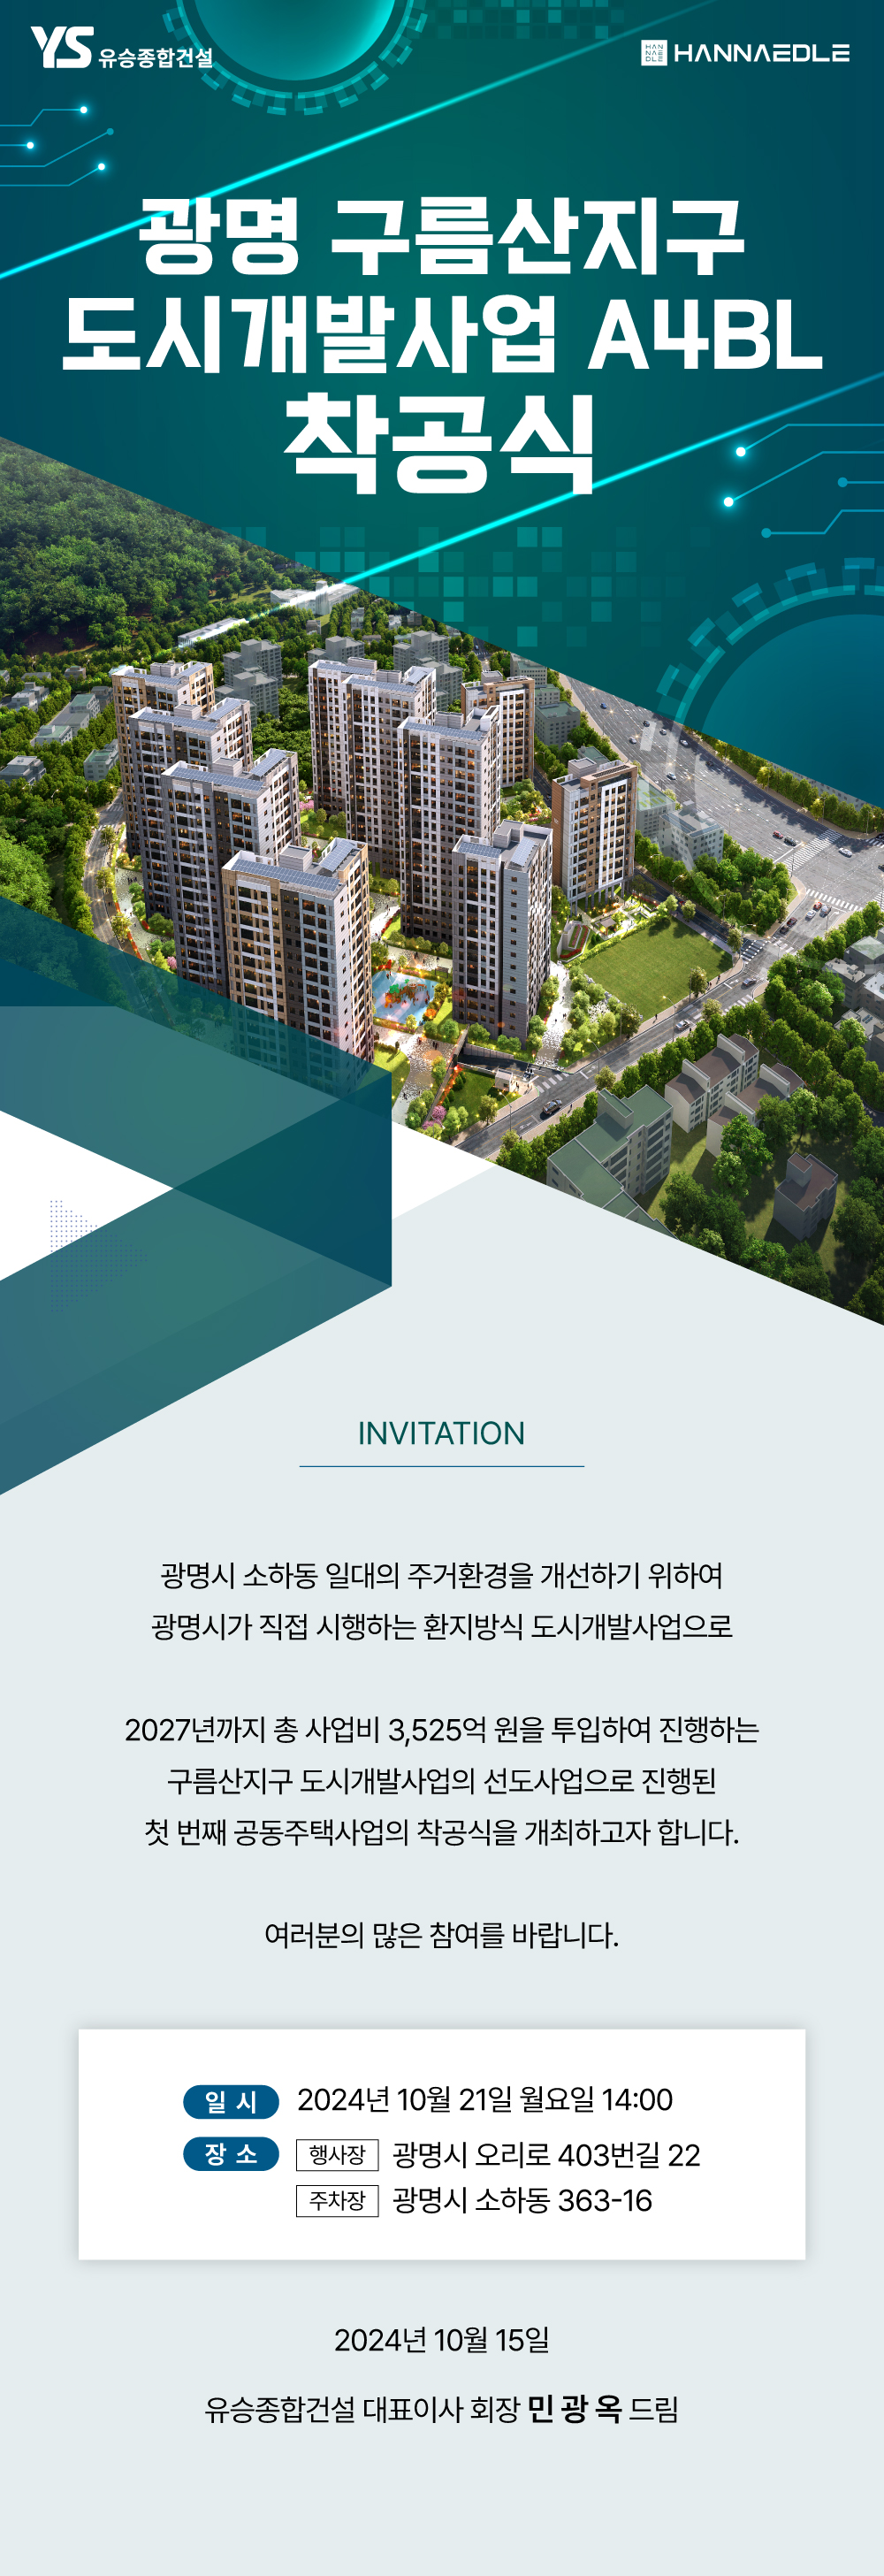 YS 유승종합건설
HAN
NAE
DLE
HANNAEDLE
광명 구름산지구
도시개발사업 A4BL
착공식
INVITATION
광명시 소하동 일대의 주거환경을 개선하기 위하여
광명시가 직접 시행하는 환지방식 도시개발사업으로
2027년까지 총 사업비 3,525억 원을 투입하여 진행하는
구름산지구 도시개발사업의 선도사업으로 진행된
첫 번째 공동주택사업의 착공식을 개최하고자 합니다.
여러분의 많은 참여를 바랍니다.
일 시 2024년 10월 21일 월요일 14:00
장 소 행사장 광명시 오리로 403번길 22
주차장 광명시 소하동 363-16
2024년 10월 15일
유승종합건설 대표이사 회장 민 광 옥 드림